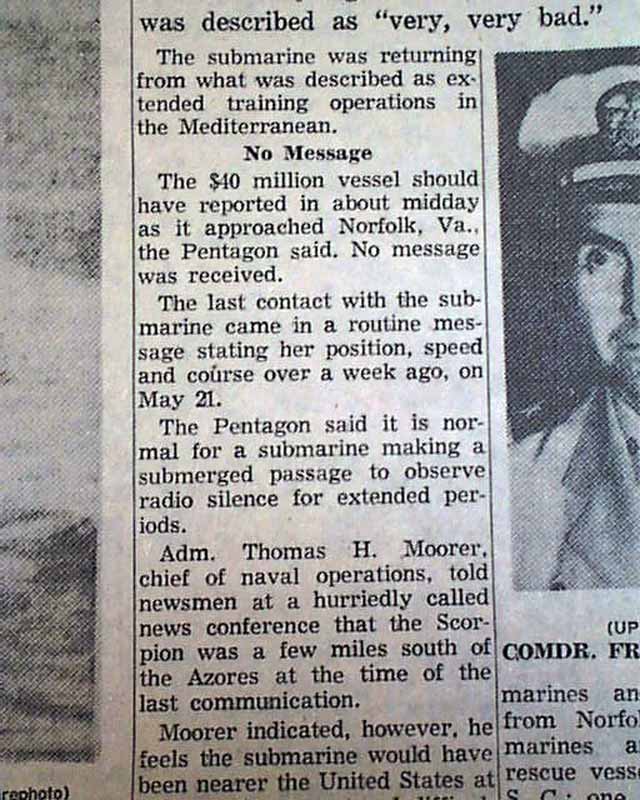 was described as "very, very bad."
The submarine was returning
from what was described as ex-
tended training operations in
the Mediterranean.
No Message
The $40 million vessel should
have reported in about midday
as it approached Norfolk, Va.,
the Pentagon said. No message
was received.
The last contact with the sub-
marine came in a routine mes-
sage stating her position, speed
and course over a week ago, on
May 21.
The Pentagon said it is nor-
mal for a submarine making a
submerged passage to observe
radio silence for extended per-
iods.
Adm. Thomas H. Moorer,
chief of naval operations, told
newsmen at a hurriedly called
news conference that the Scor-
pion was a few miles south of
the Azores at the time of the
last communication.
Moorer indicated, however, he
feels the submarine would have
been nearer the United States at
(UP
COMDR. FR
marines an
from Norfo
marines a
rescue vess
S. C.; one
rephoto)